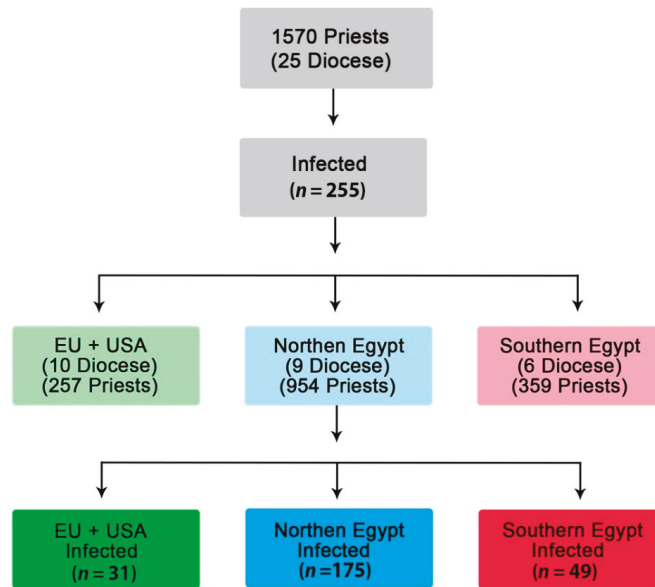 1570 Priests
(25 Diocese)
Infected
(n = 255)
EU + USA
(10 Diocese)
(257 Priests)
Northen Egypt
(9 Diocese)
(954 Priests)
Southern Egypt
(6 Diocese)
(359 Priests)
EU + USA
Infected
(n = 31)
Northen Egypt
Infected
(n =175)
Southern Egypt
Infected
(n = 49)